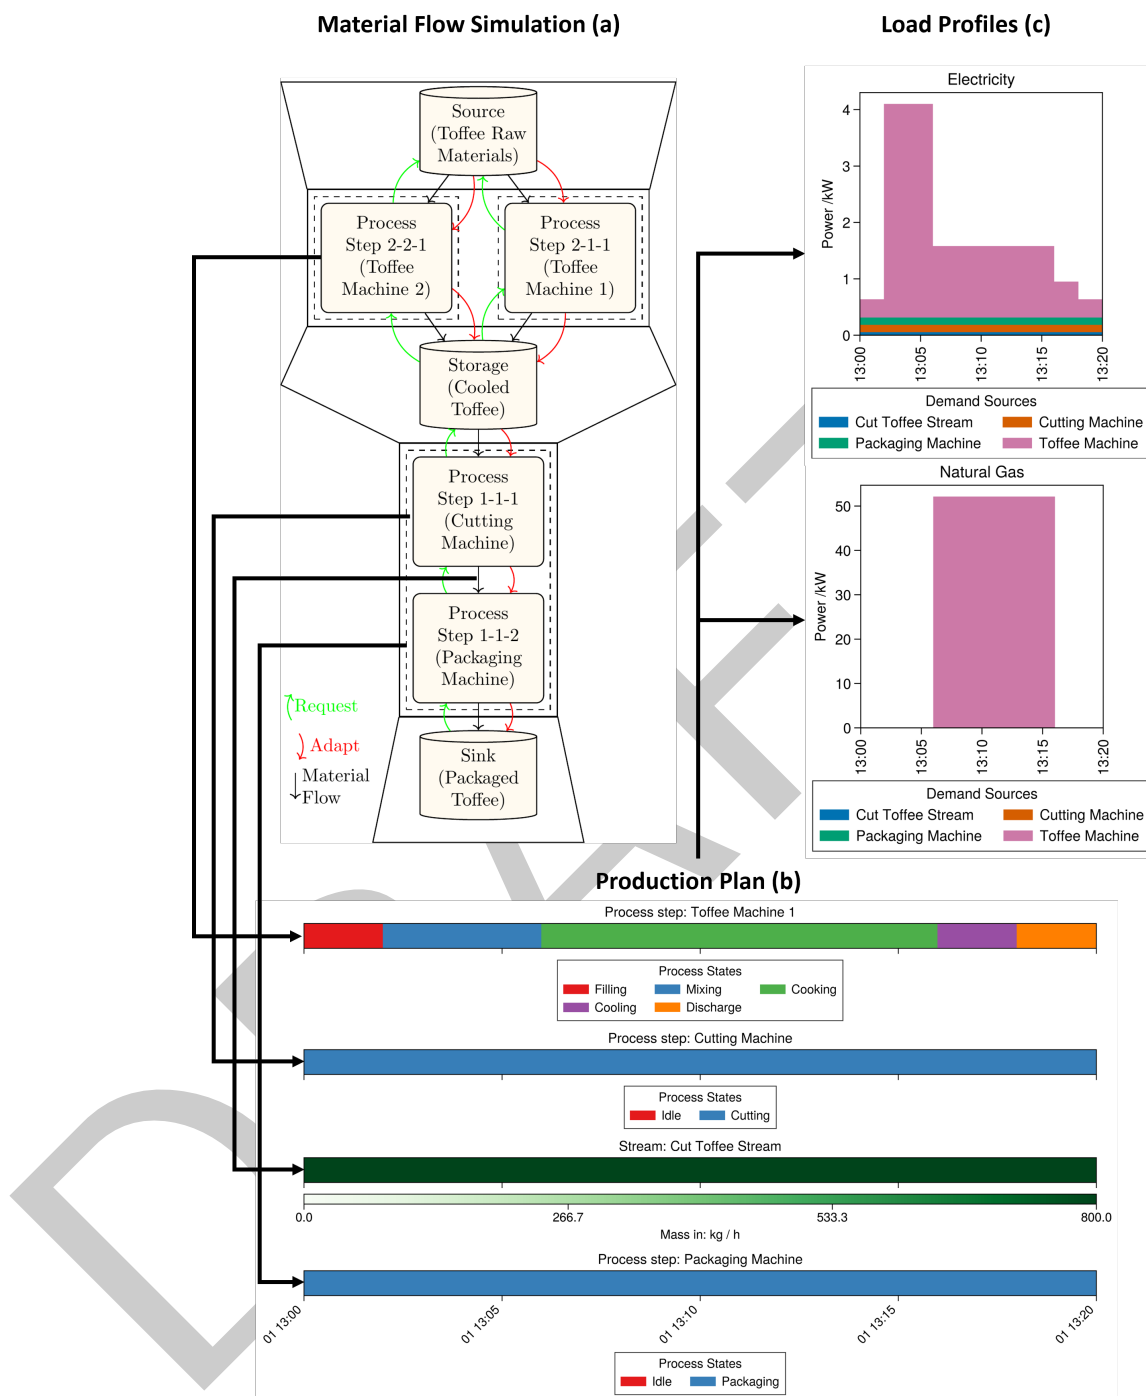 Material Flow Simulation (a)
Source
(Toffee Raw
Materials)
Process
Step 2-2-1
(Toffee
Machine 2)
Process
Step 2-1-1
(Toffee
Machine 1)
Storage
(Cooled
Toffee)
Process
Step 1-1-1
(Cutting
Machine)
Process
Step 1-1-2
(Packaging
Machine)
Sink
(Packaged
Toffee)
Request
Adapt
Material
Flow
Load Profiles (c)
Electricity
Power /kW
4
3
2
1
0
13:00
13:05
13:10
13:15
13:20
Demand Sources
Cut Toffee Stream
Cutting Machine
Packaging Machine
Toffee Machine
Natural Gas
Power /kW
50
40
30
20
10
0
13:00
13:05
13:10
13:15
13:20
Demand Sources
Cut Toffee Stream
Cutting Machine
Packaging Machine
Toffee Machine
Production Plan (b)
Process step: Toffee Machine 1
Process States
Filling
Mixing
Cooking
Cooling
Discharge
Process step: Cutting Machine
Process States
Idle
Cutting
Stream: Cut Toffee Stream
0.0
266.7
533.3
800.0
Mass in: kg / h
Process step: Packaging Machine
01 13:00
01 13:05
01 13:10
01 13:15
01 13:20
Process States
Idle
Packaging
DRAFT